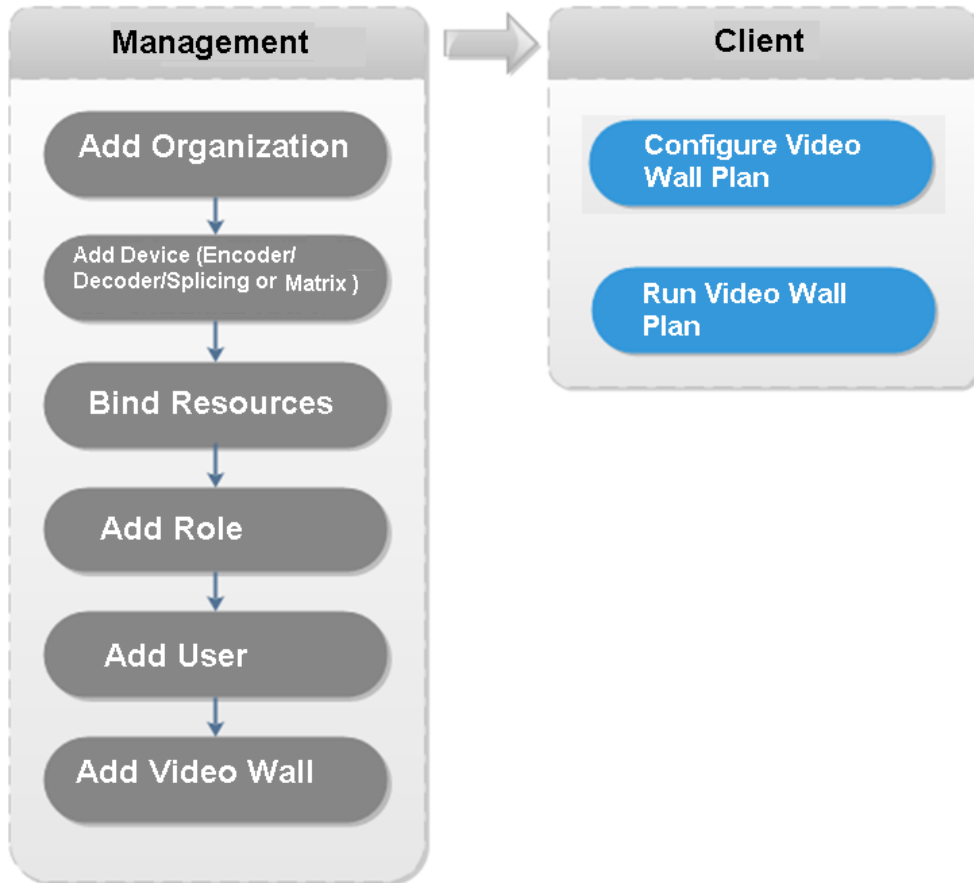 Management
Add Organization
Add Device (Encoder/
Decoder/Splicing or Matrix )
Bind Resources
Add Role
Add User
Add Video Wall
Client
Configure Video
Wall Plan
Run Video Wall
Plan